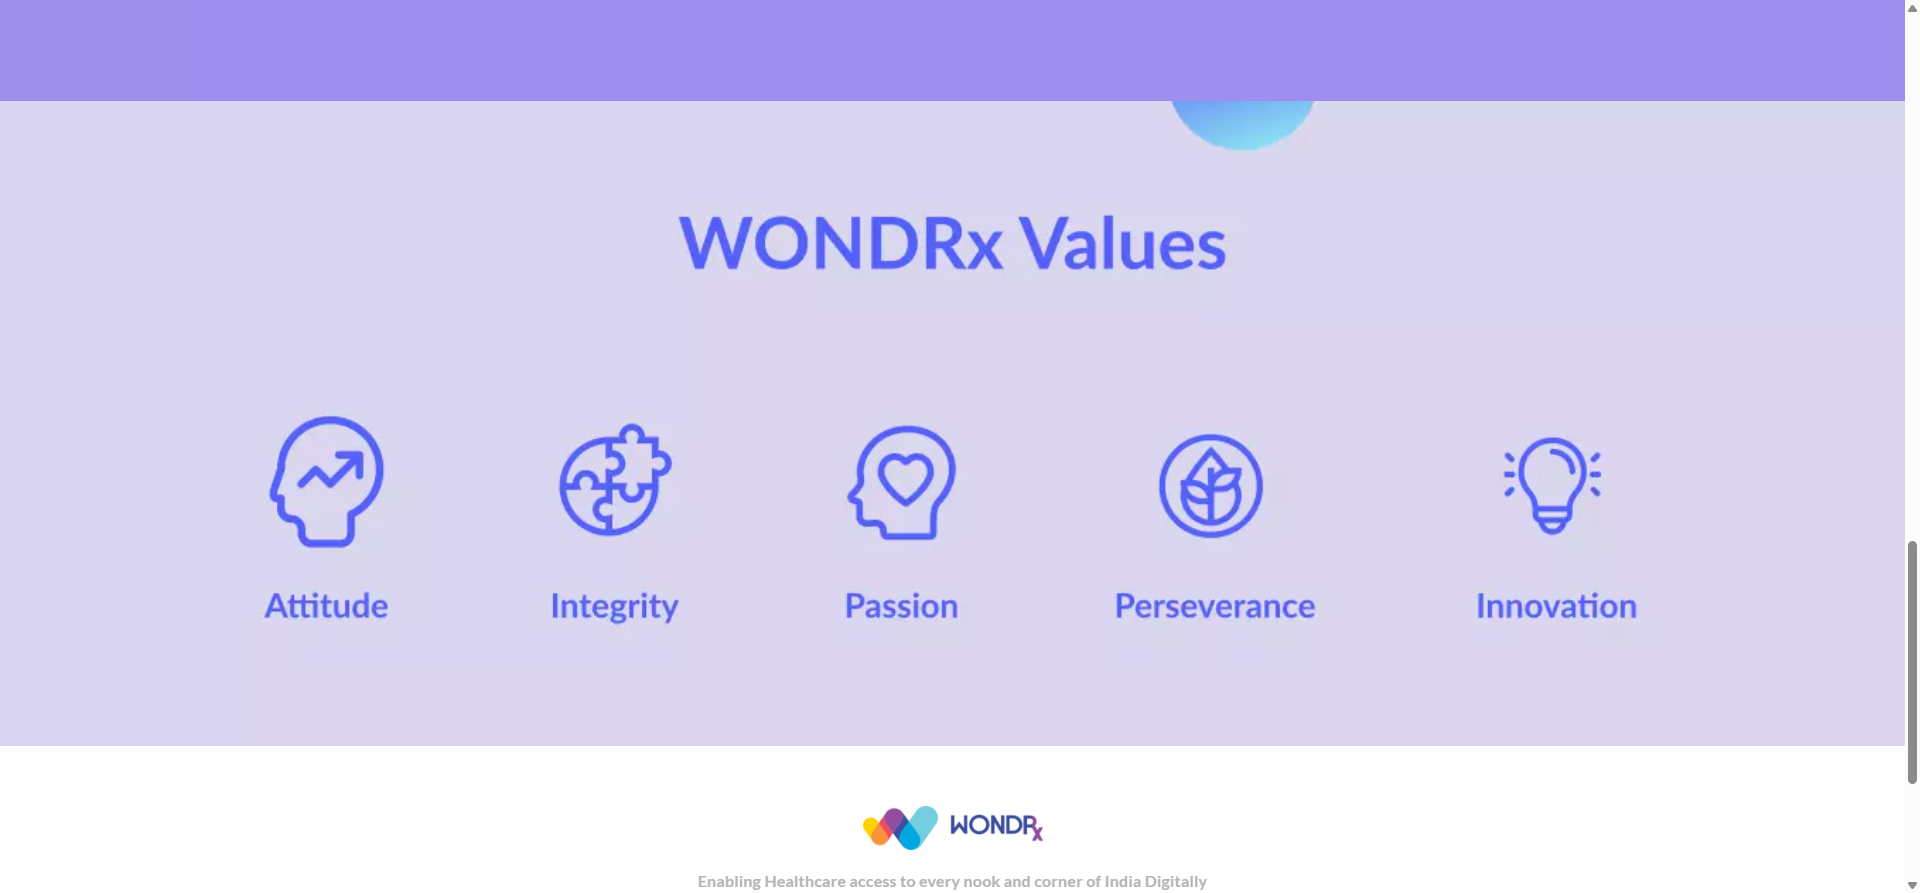 WONDRx Values
Attitude
Integrity
Passion
Perseverance
Innovation
WONDRx
Enabling Healthcare access to every nook and corner of India Digitally